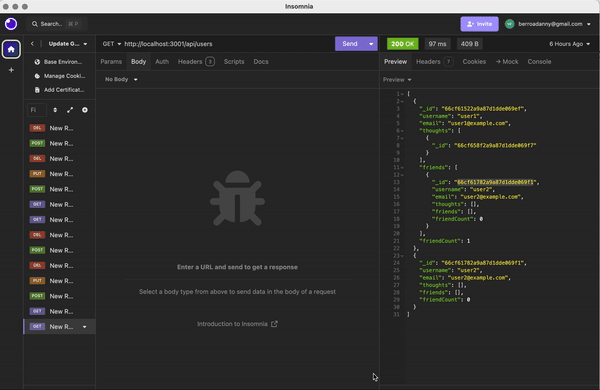 Insomnia
Search..
Invite
berroadanny@gmail.com
Update G...
GET http://localhost:3001/api/users
Send
200 OK
97 ms
409 B
6 Hours Ago
Base Environ...
Manage Cooki...
Add Certificat...
Params
Body
Auth
Headers 3
Scripts
Docs
No Body
Preview
Headers 7
Cookies
→ Mock
Console
Preview
Fi
DEL New R...
POST New R...
DEL New R...
PUT New R...
POST New R...
GET New R...
GET New R...
DEL New R...
POST New R...
DEL New R...
PUT New R...
POST New R...
GET New R...
GET New R...
Enter a URL and send to get a response
Select a body type from above to send data in the body of a request
Introduction to Insomnia
1 [
2 {
3 "_id": "66cf61522a9a87d1dde069ef",
4 "username": "user1",
5 "email": "user1@example.com",
6 "thoughts": [
7 {
8 "_id": "66cf658f2a9a87d1dde069f7"
9 }
10 ],
11 "friends": [
12 {
13 "_id": "66cf61782a9a87d1dde069f1",
14 "username": "user2",
15 "email": "user2@example.com",
16 "thoughts": [],
17 "friends": [],
18 "friendCount": 0
19 }
20 ],
21 "friendCount": 1
22 },
23 {
24 "_id": "66cf61782a9a87d1dde069f1",
25 "username": "user2",
26 "email": "user2@example.com",
27 "thoughts": [],
28 "friends": [],
29 "friendCount": 0
30 }
31 ]